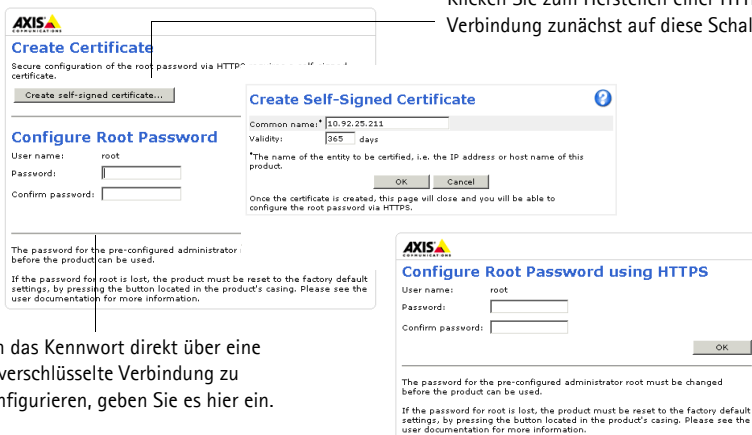 Klicken Sie zum Herstellen einer
Verbindung zunächst auf diese
AXIS
COMMUNICATIONS
Create Certificate
Secure configuration of the root password via
certificate.
Create self-signed certificate...
Configure Root Password
User name: root
Password:
Confirm password:
The password for the pre-configured administrator
before the product can be used.
If the password for root is lost, the product must be reset to the factory default
settings, by pressing the button located in the product's casing. Please see the
user documentation for more information.
Create Self-Signed Certificate
?
Common name:* 10.92.25.211
Validity: 365 days
*The name of the entity to be certified, i.e. the IP address or host name of this
product.
OK Cancel
Once the certificate is created, this page will close and you will be able to
configure the root password via HTTPS.
AXIS
COMMUNICATIONS
Configure Root Password using HTTPS
User name: root
Password:
Confirm password:
OK
The password for the pre-configured administrator root must be changed
before the product can be used.
If the password for root is lost, the product must be reset to the factory default
settings, by pressing the button located in the product's casing. Please see the
user documentation for more information.
das Kennwort direkt über eine
verschlüsselte Verbindung zu
nfigurieren, geben Sie es hier ein.